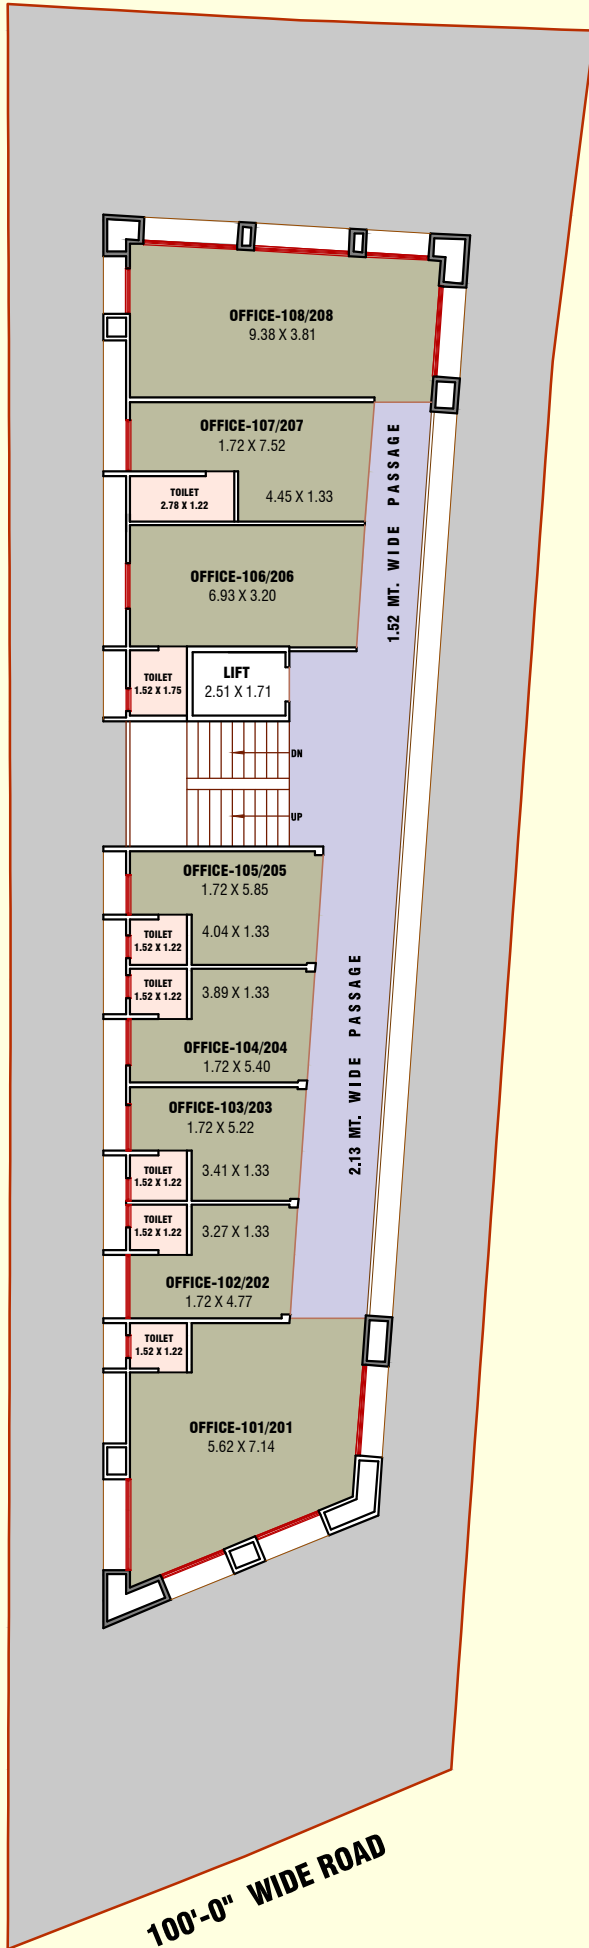 OFFICE-108/208
9.38 X 3.81
OFFICE-107/207
1.72 X 7.52
TOILET
2.78 X 1.22
4.45 X 1.33
1.52 MT. WIDE PASSAGE
OFFICE-106/206
6.93 X 3.20
TOILET
1.52 X 1.75
LIFT
2.51 X 1.71
DN
UP
OFFICE-105/205
1.72 X 5.85
TOILET
1.52 X 1.22
4.04 X 1.33
TOILET
1.52 X 1.22
3.89 X 1.33
OFFICE-104/204
1.72 X 5.40
2.13 MT. WIDE PASSAGE
OFFICE-103/203
1.72 X 5.22
TOILET
1.52 X 1.22
3.41 X 1.33
TOILET
1.52 X 1.22
3.27 X 1.33
OFFICE-102/202
1.72 X 4.77
TOILET
1.52 X 1.22
OFFICE-101/201
5.62 X 7.14
100'-0" WIDE ROAD